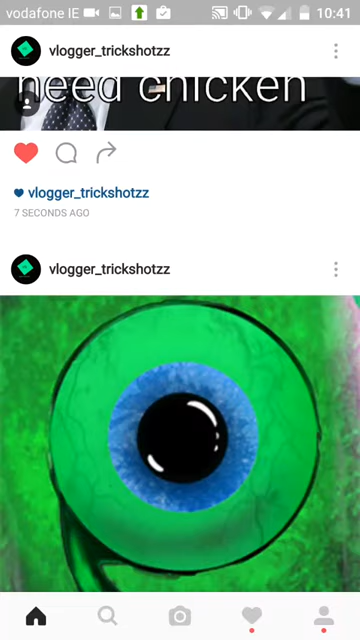 vodafone IE 10:41
vlogger_trickshotzz
need chicken
vlogger_trickshotzz
7 SECONDS AGO
vlogger_trickshotzz